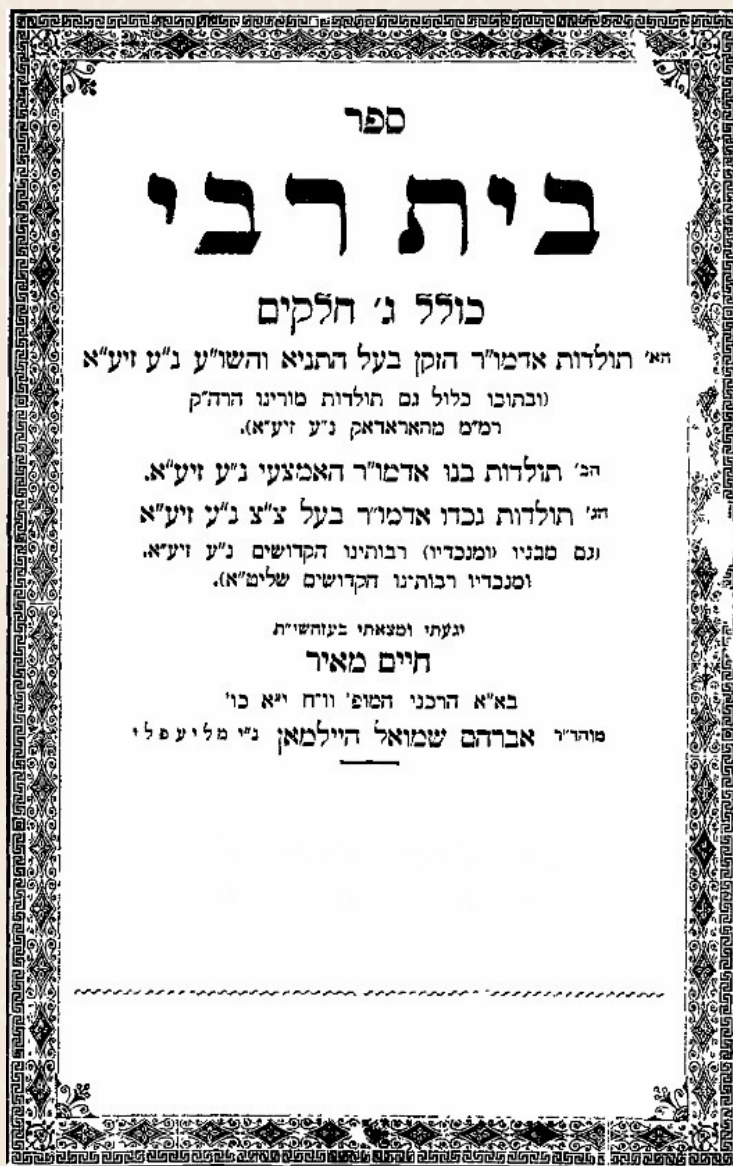 ספר
בית רבי
כולל ג׳ חלקים
הא׳ תולדות אדמו״ר הזקן בעל התניא והשו״ע נ״ע זיע״א
(ובתוכו כלול גם תולדות מורינו הרה״ק
רמ״מ מהאראדאק נ״ע זיע״א).
הב׳ תולדות בנו אדמו״ר האמצעי נ״ע זיע״א.
הג׳ תולדות נכדו אדמו״ר בעל צ״צ נ״ע זיע״א
(גם מבניו (ומנכדיו) רבותינו הקדושים נ״ע זיע״א.
ומנכדיו רבותינו הקדושים שליט״א).
יגעתי ומצאתי בעזהשי״ת
חיים מאיר
בא״א הרבני המופ׳ וו״ח יא״א כו׳
מוהר״ר אברהם שמואל היילמאן נ״י מליעפלי